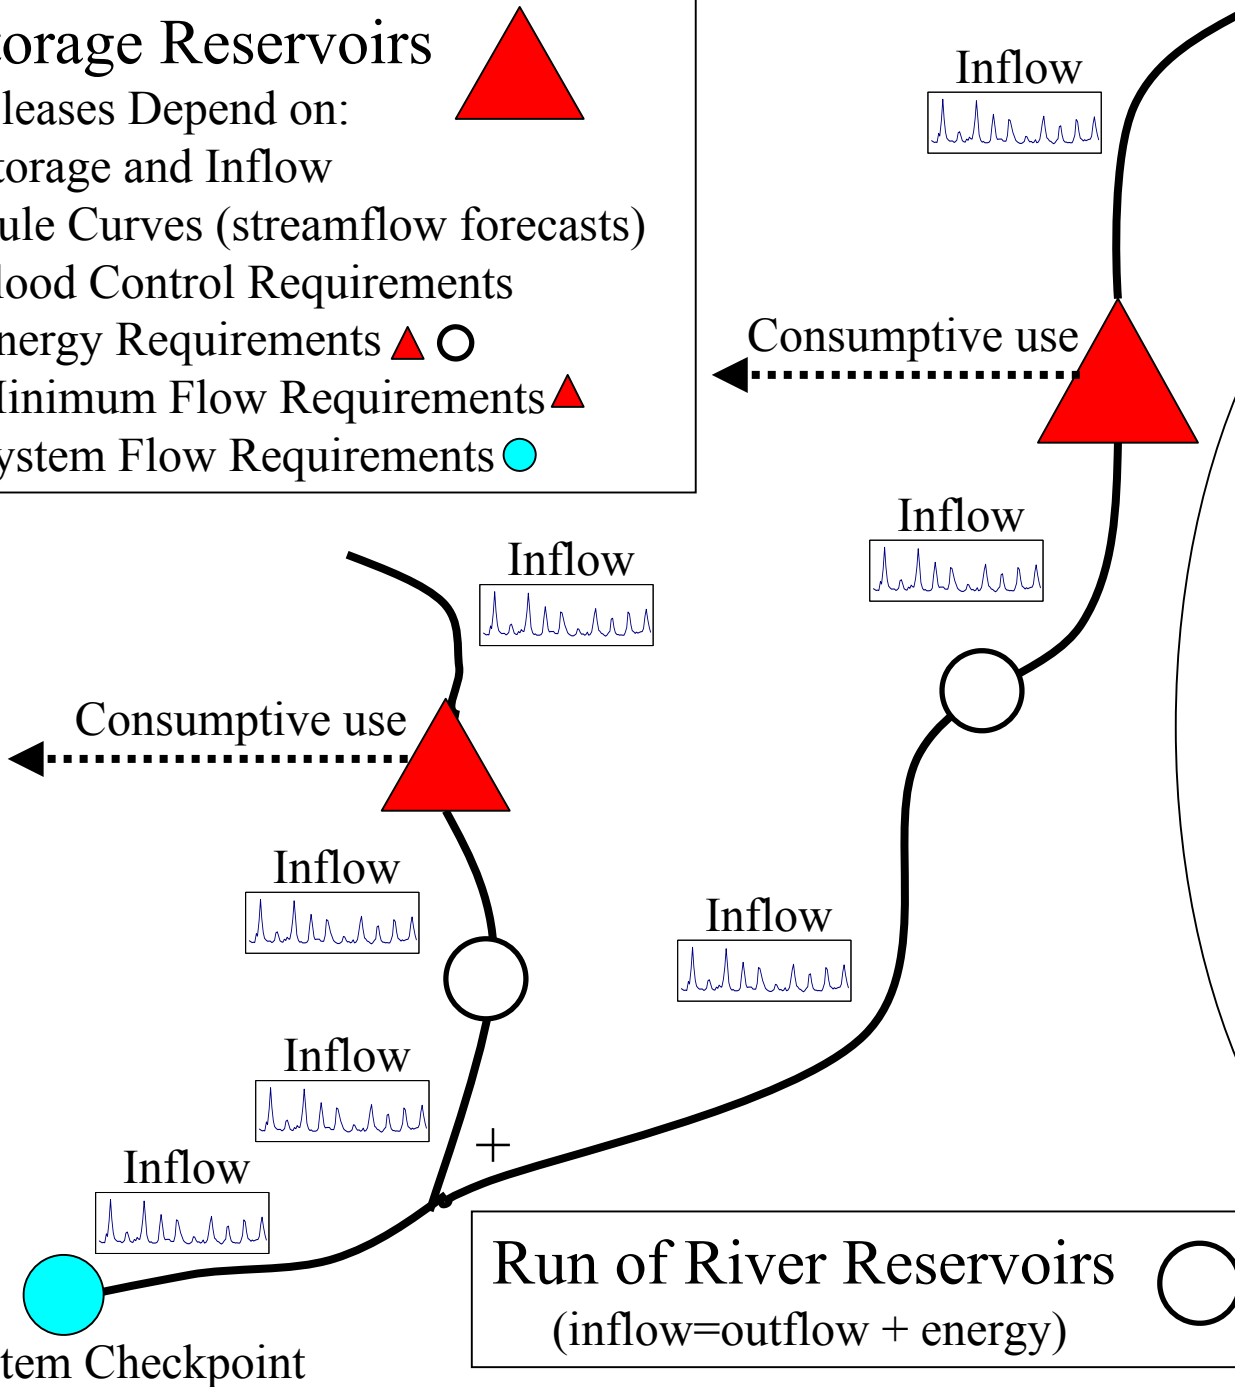 torage Reservoirs
leases Depend on:
torage and Inflow
ule Curves (streamflow forecasts)
lood Control Requirements
nergy Requirements
inimum Flow Requirements
ystem Flow Requirements
Inflow
Consumptive use
Inflow
Inflow
Consumptive use
Inflow
Inflow
Inflow
+
Inflow
Run of River Reservoirs
(inflow=outflow + energy)
tem Checkpoint